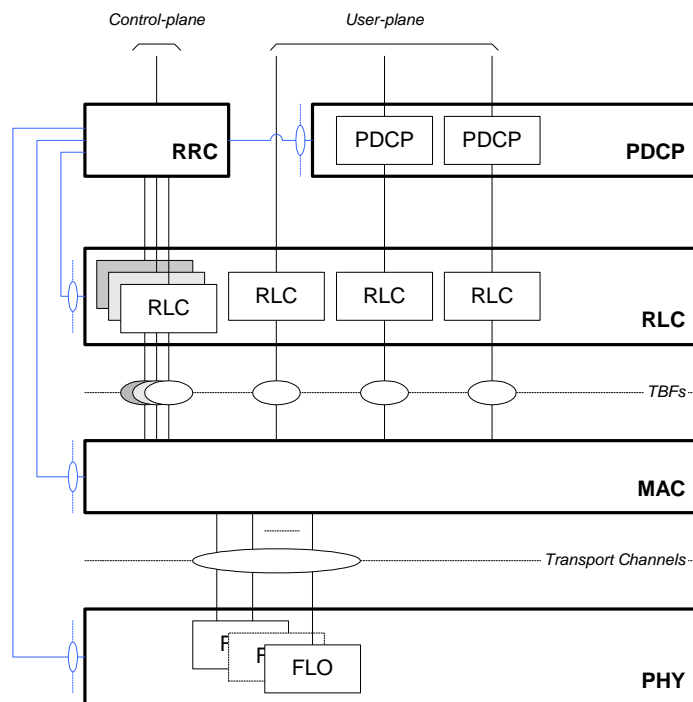 Control-plane
User-plane
RRC
PDCP
PDCP
PDCP
RLC
RLC
RLC
RLC
RLC
TBFs
MAC
Transport Channels
F
F
FLO
PHY